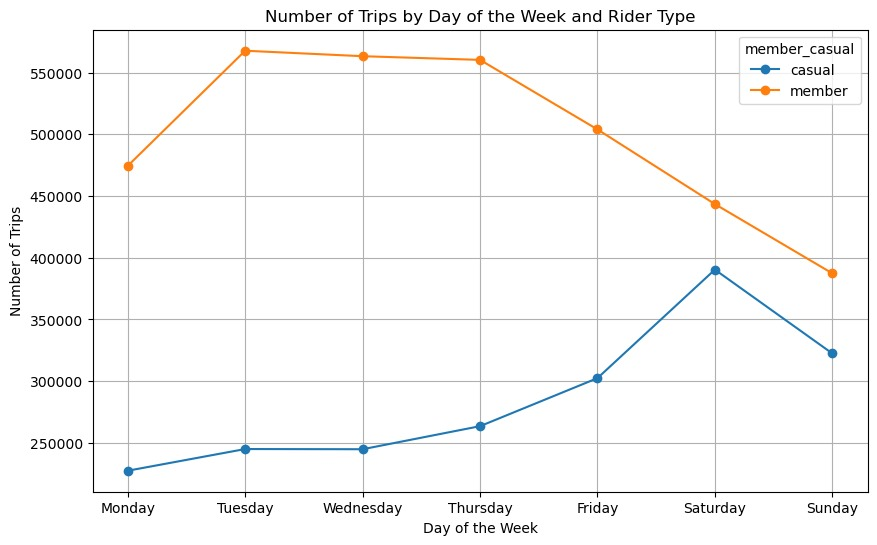 Number of Trips by Day of the Week and Rider Type
member_casual
casual
member
Number of Trips
550000
500000
450000
400000
350000
300000
250000
Monday Tuesday Wednesday Thursday Friday Saturday Sunday
Day of the Week